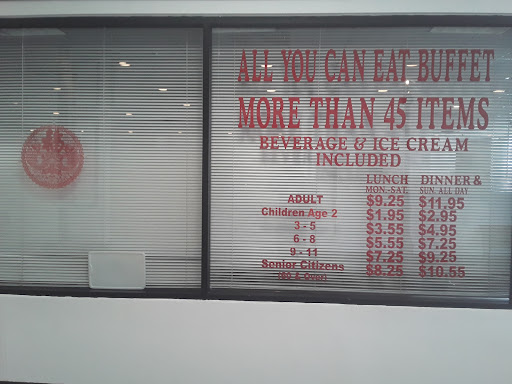 ALL YOU CAN EAT BUFFET
MORE THAN 45 ITEMS
BEVERAGE & ICE CREAM
INCLUDED
LUNCH DINNER &
MON.-SAT. SUN. ALL DAY
ADULT $9.25 $11.95
Children Age 2 $1.95 $2.95
3 - 5 $3.55 $4.95
6 - 8 $5.55 $7.25
9 - 11 $7.25 $9.25
Senior Citizens $8.25 $10.55